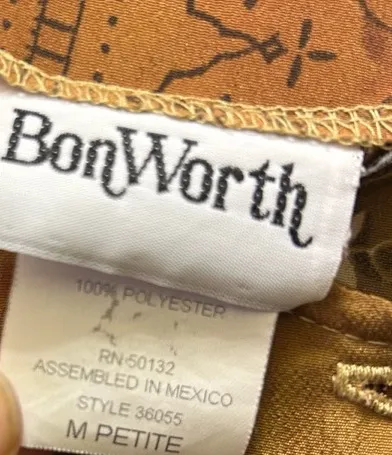 BonWorth
100% POLYESTER
RN 50132
ASSEMBLED IN MEXICO
STYLE 36055
M PETITE